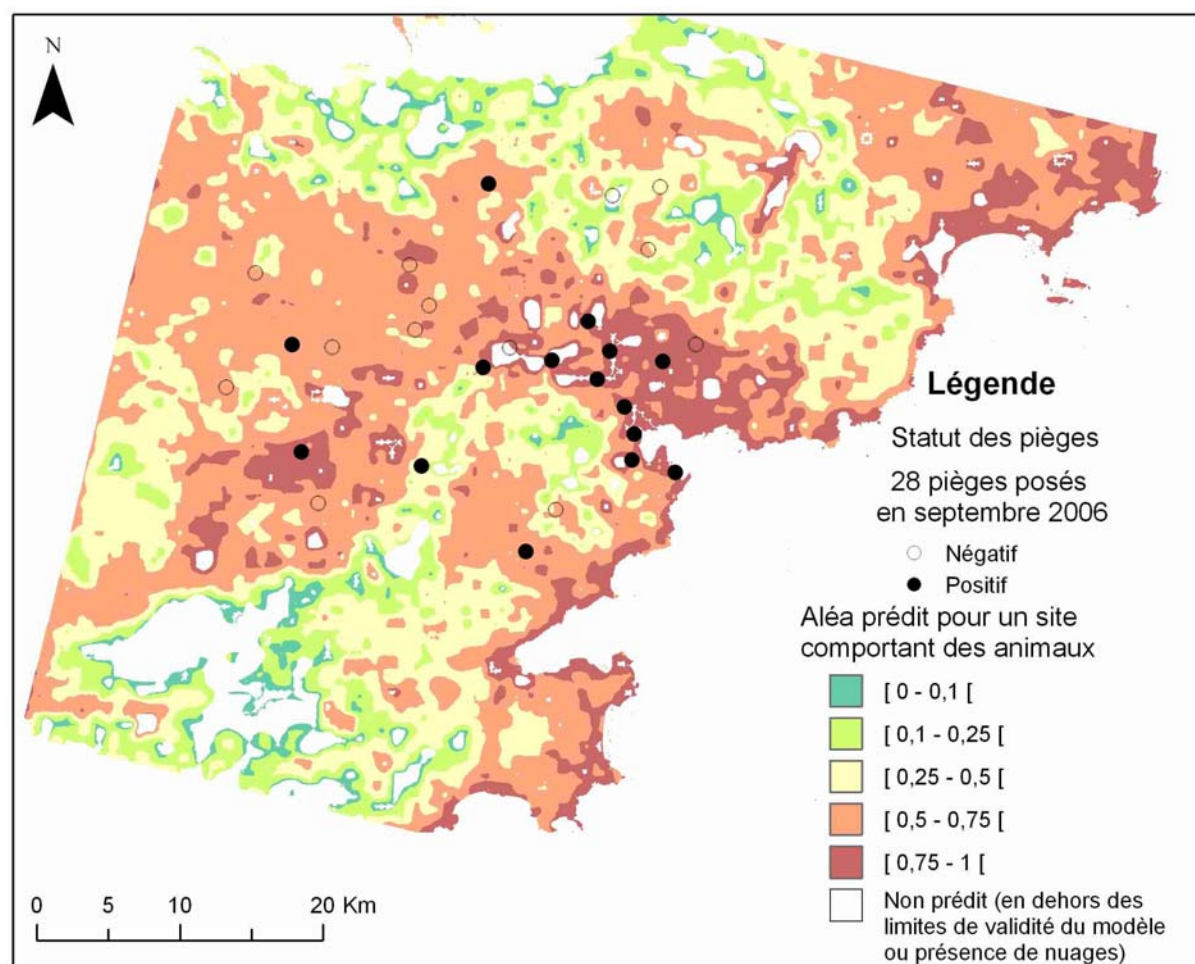 N
Légende
Statut des pièges
28 pièges posés
en septembre 2006
Négatif
Positif
Aléa prédit pour un site
comportant des animaux
[ 0 - 0,1 [
[ 0,1 - 0,25 [
[ 0,25 - 0,5 [
[ 0,5 - 0,75 [
[ 0,75 - 1 [
Non prédit (en dehors des
limites de validité du modèle
ou présence de nuages)
0 5 10 20 Km